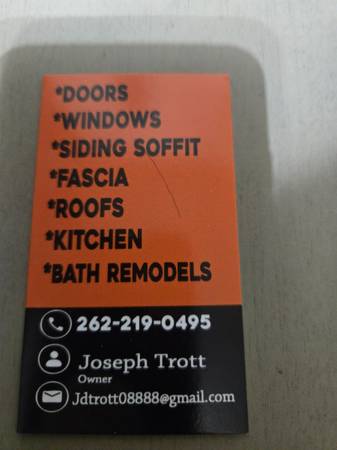 *DOORS
*WINDOWS
*SIDING SOFFIT
*FASCIA
*ROOFS
*KITCHEN
*BATH REMODELS
262-219-0495
Joseph Trott
Owner
Jdtrott08888@gmail.com